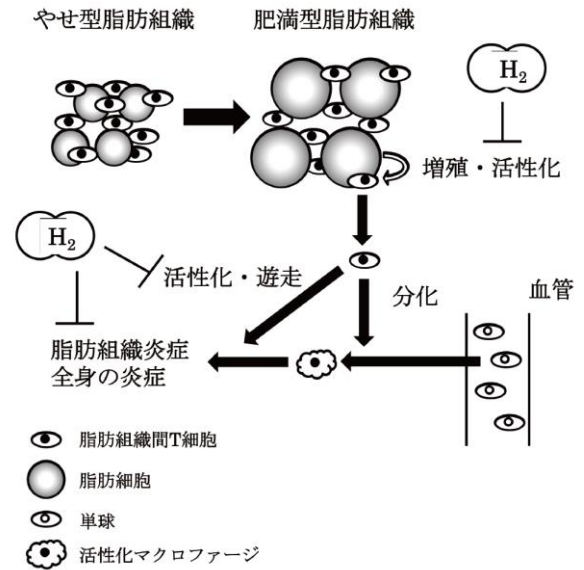 やせ型脂肪組織
肥満型脂肪組織
H2
増殖・活性化
H2
活性化・遊走
分化
血管
脂肪組織炎症
全身の炎症
脂肪組織間T細胞
脂肪細胞
単球
活性化マクロファージ